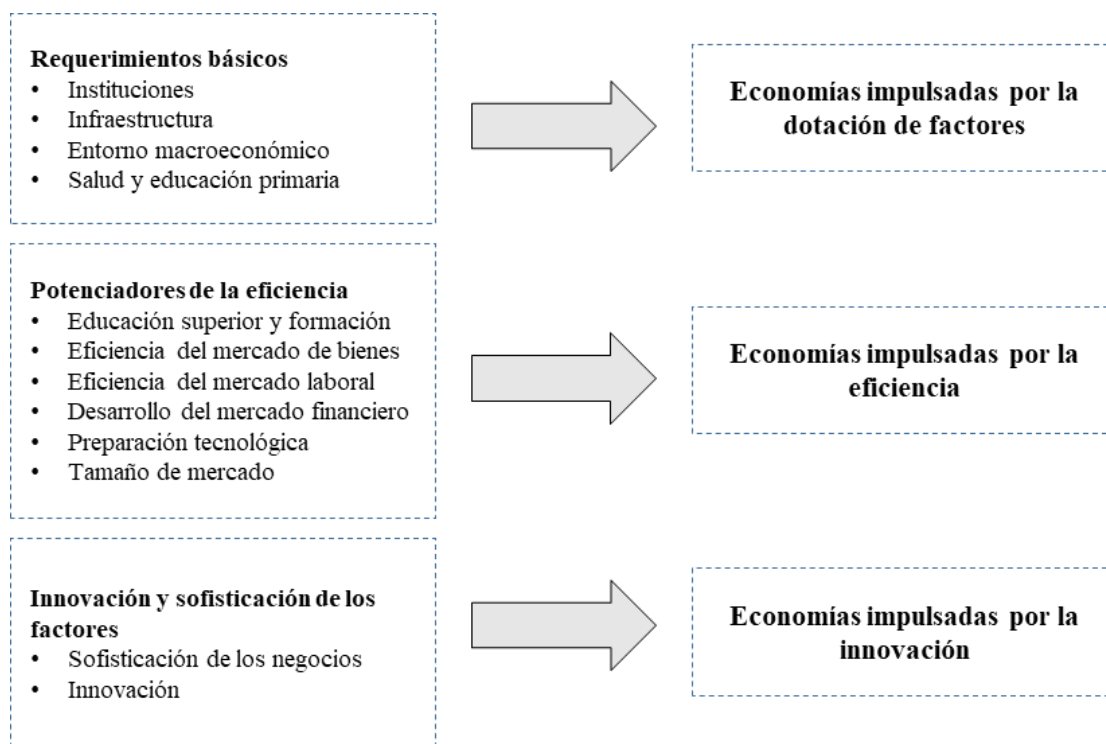 Requerimientos básicos
• Instituciones
• Infraestructura
• Entorno macroeconómico
• Salud y educación primaria
Economías impulsadas por la
dotación de factores
Potenciadores de la eficiencia
• Educación superior y formación
• Eficiencia del mercado de bienes
• Eficiencia del mercado laboral
• Desarrollo del mercado financiero
• Preparación tecnológica
• Tamaño de mercado
Economías impulsadas por la
eficiencia
Innovación y sofisticación de los
factores
• Sofisticación de los negocios
• Innovación
Economías impulsadas por la
innovación